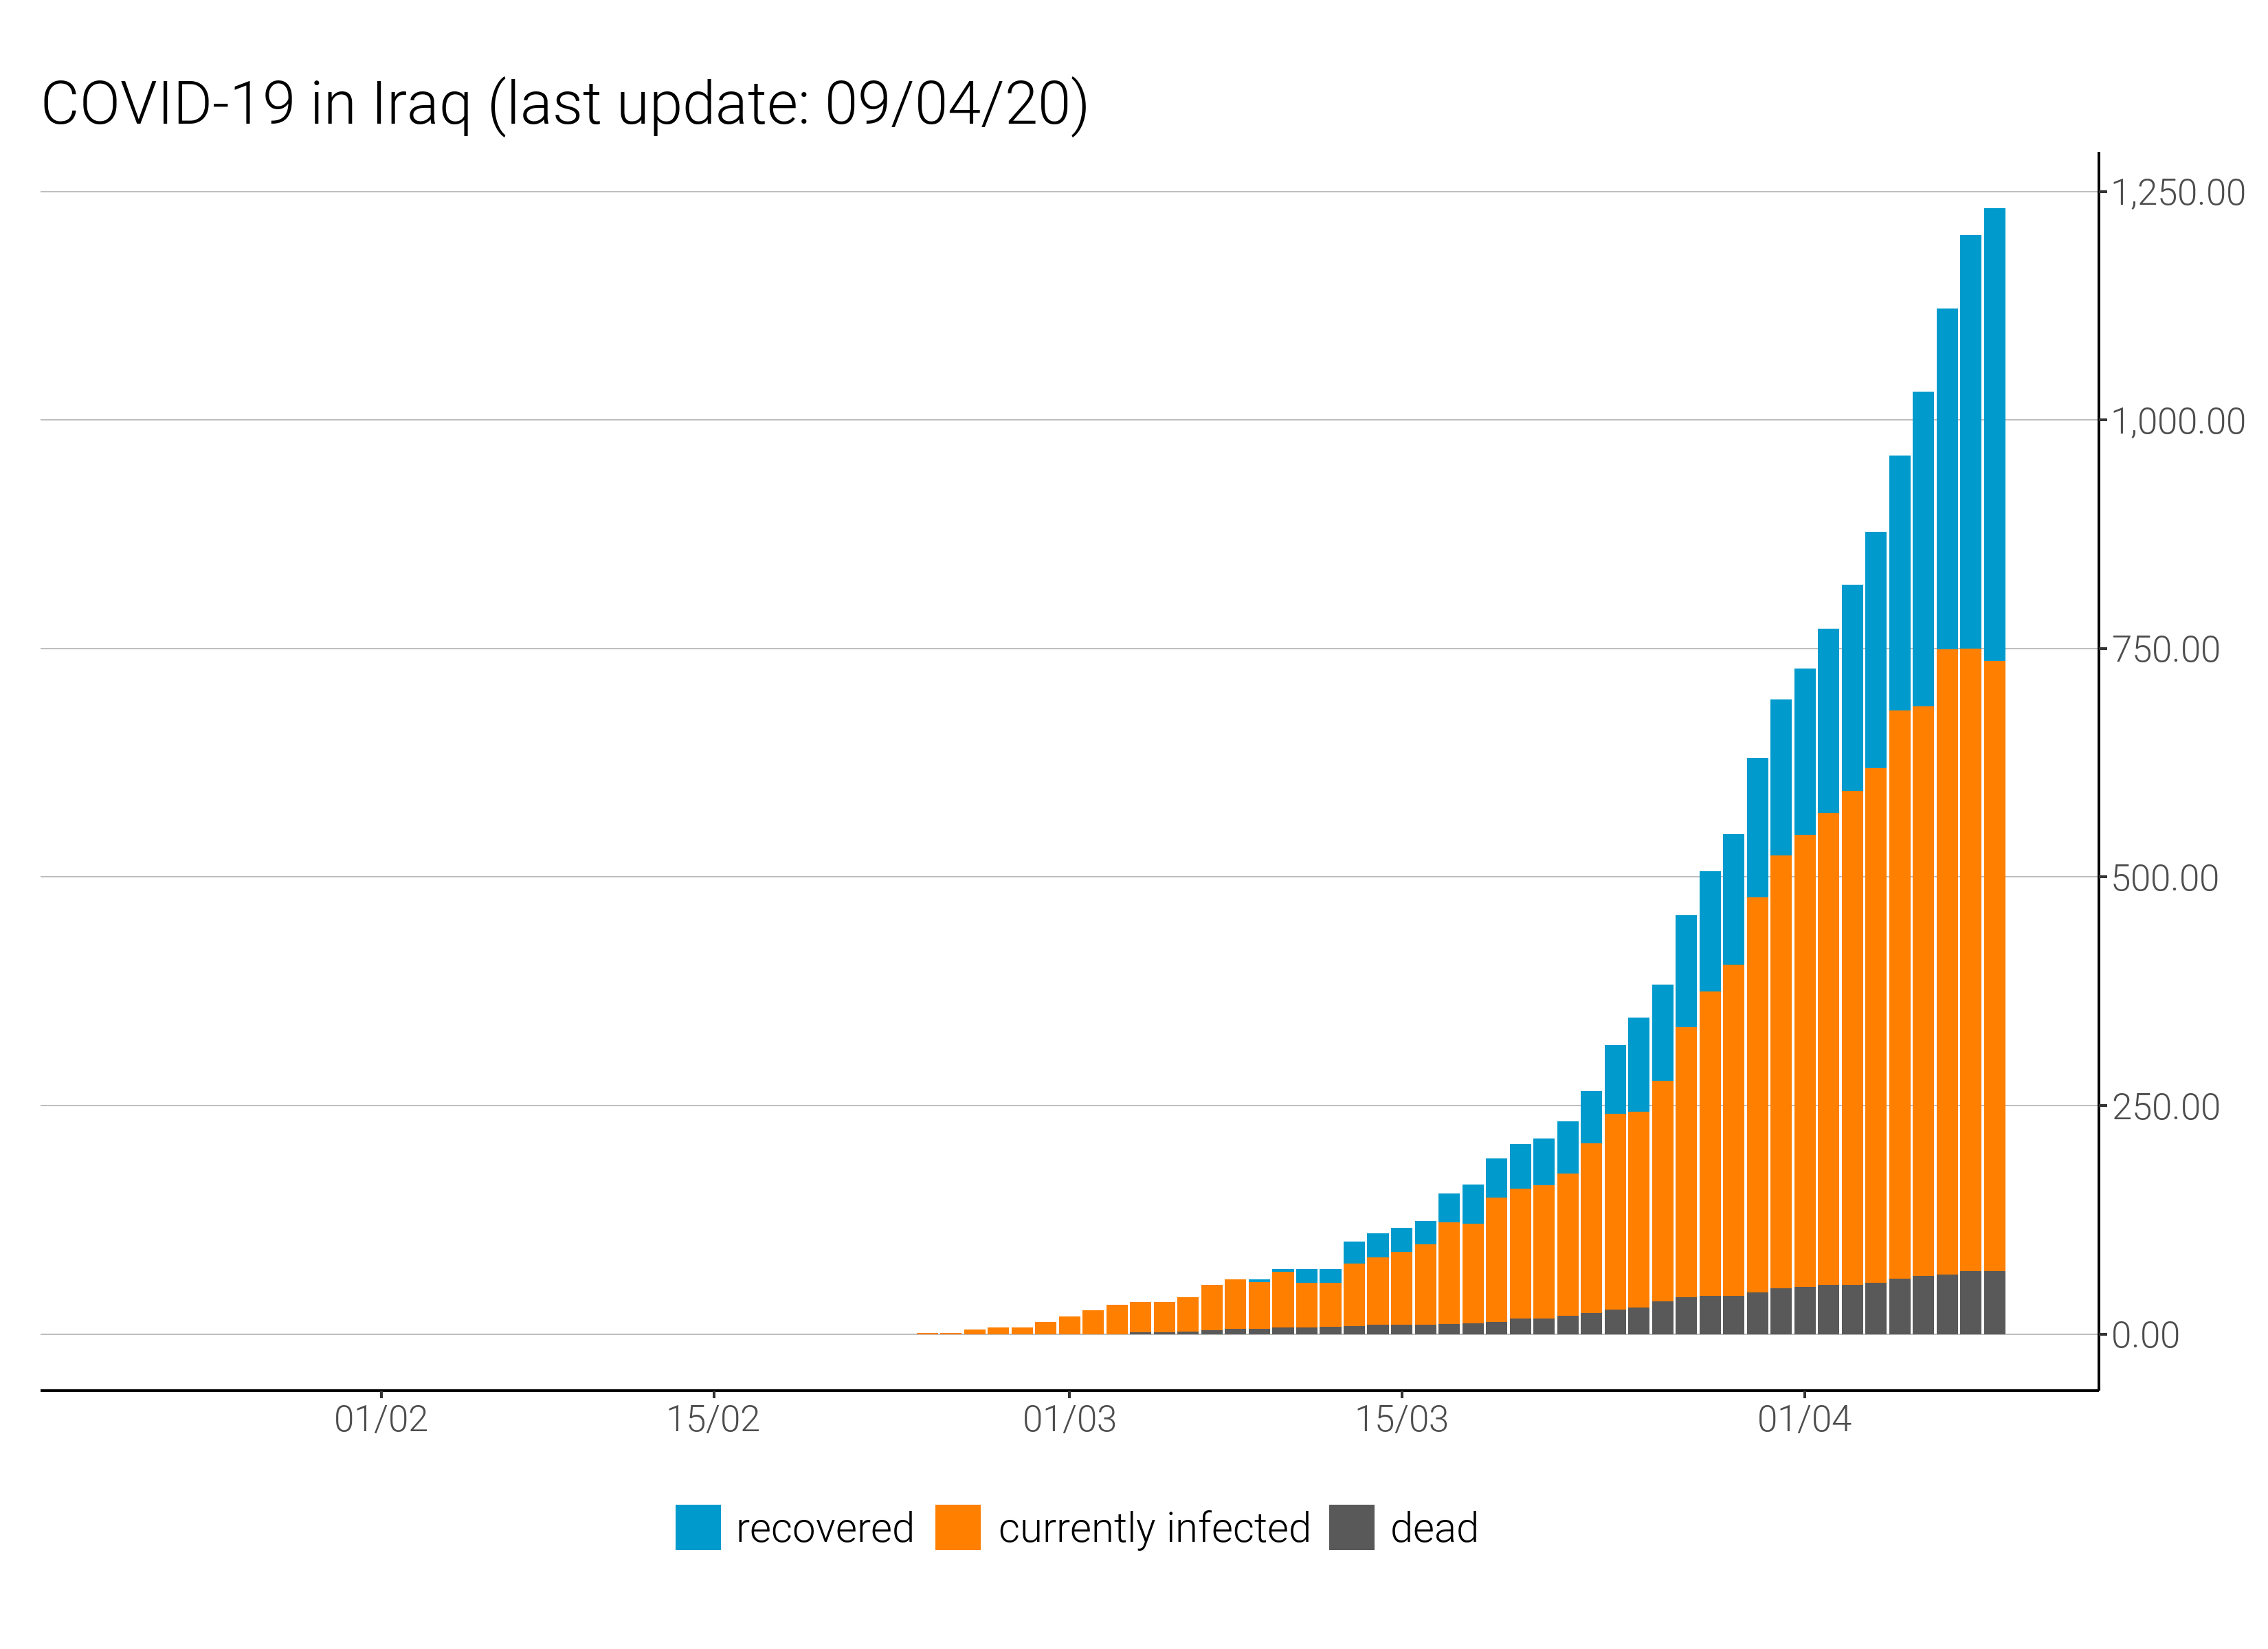 COVID-19 in Iraq (last update: 09/04/20)
1,250.00
1,000.00
750.00
500.00
250.00
0.00
01/02 15/02 01/03 15/03 01/04
recovered currently infected dead